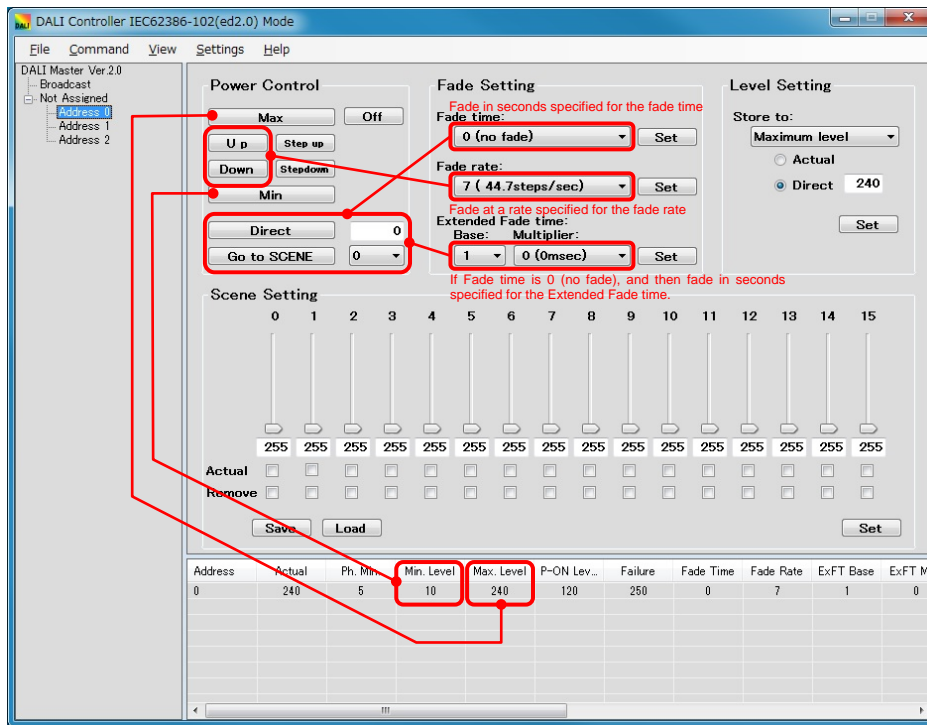 DALI
DALI Controller IEC62386-102(ed2.0) Mode
File Command View Settings Help
DALI Master Ver.2.0
Broadcast
Not Assigned
Address 0
Address 1
Address 2
Power Control
Max Off
U p Step up
Down Stepdown
Min
Direct 0
Go to SCENE 0
Fade Setting
Fade in seconds specified for the fade time
Fade time:
0 (no fade) Set
Fade rate:
7 ( 44.7steps/sec) Set
Fade at a rate specified for the fade rate
Extended Fade time:
Base: Multiplier:
1 0 (0msec) Set
If Fade time is 0 (no fade), and then fade in seconds
specified for the Extended Fade time.
Level Setting
Store to:
Maximum level
Actual
Direct 240
Set
Scene Setting
0 1 2 3 4 5 6 7 8 9 10 11 12 13 14 15
255 255 255 255 255 255 255 255 255 255 255 255 255 255 255 255
Actual
Remove
Save Load Set
Address Actual Ph. Min Min. Level Max. Level P-ON Lev... Failure Fade Time Fade Rate ExFT Base ExFT M
0 240 5 10 240 120 250 0 7 1 0